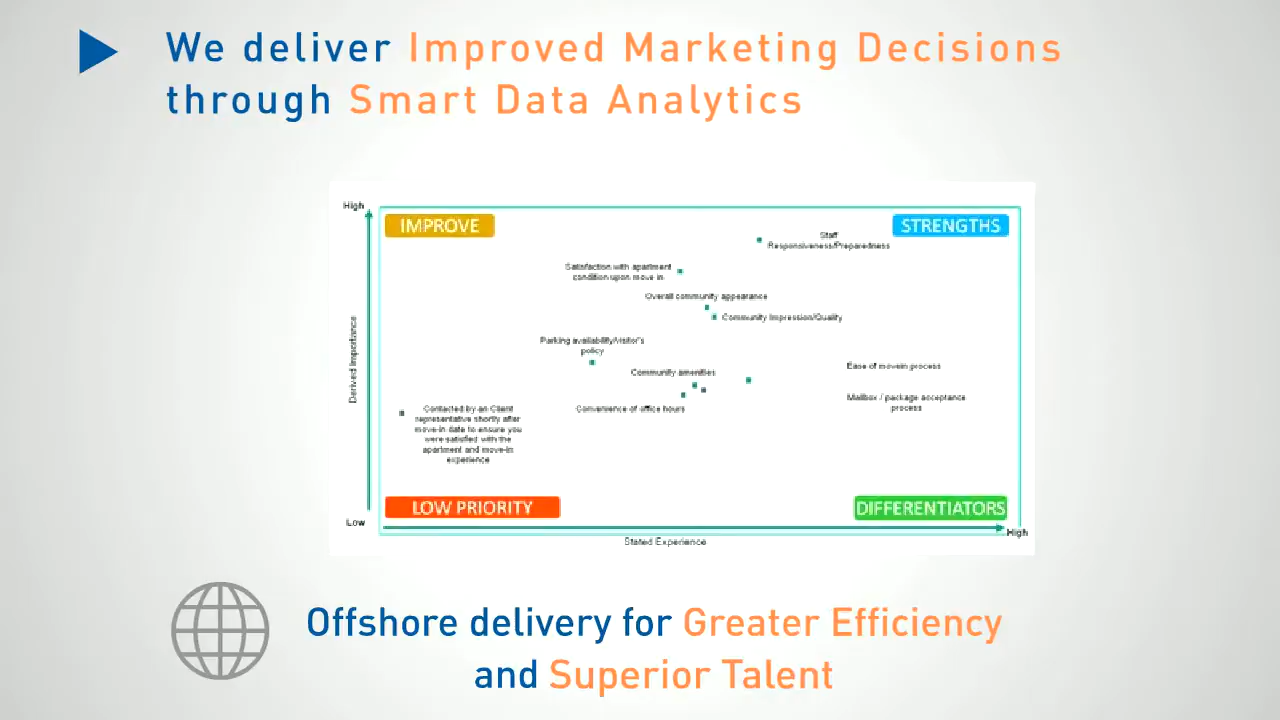 We deliver Improved Marketing Decisions
through Smart Data Analytics
High
IMPROVE
STRENGTHS
Staff
Responsiveness/Preparedness
Satisfaction with apartment
condition upon move in
Overall community appearance
Community Impression/Quality
Parking availability/visitor's
policy
Community amenities
Ease of movein process
Derived Importance
Mailbox / package acceptance
process
Convenience of office hours
Contacted by an Client
representative shortly after
move-in date to ensure you
were satisfied with the
apartment and move-in
experience
LOW PRIORITY
DIFFERENTIATORS
Low
High
Stated Experience
Offshore delivery for Greater Efficiency
and Superior Talent